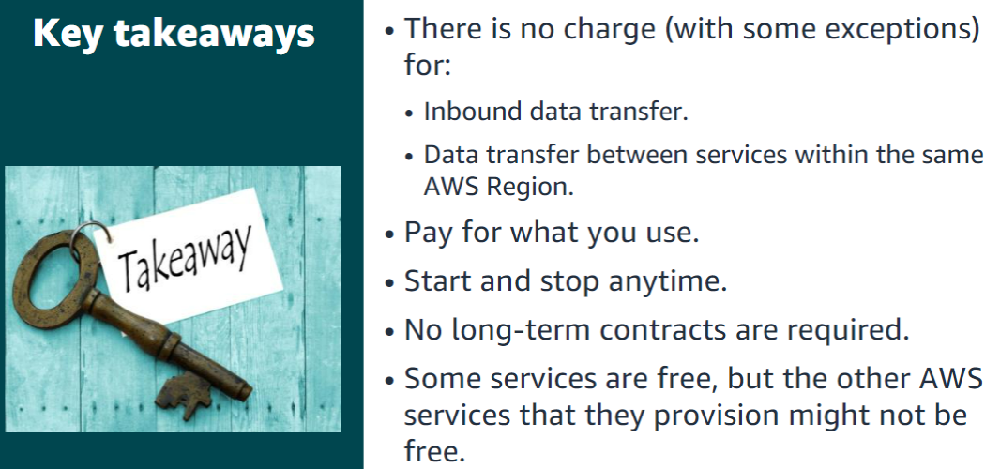 Key takeaways
Takeaway
• There is no charge (with some exceptions)
for:
• Inbound data transfer.
• Data transfer between services within the same
AWS Region.
• Pay for what you use.
• Start and stop anytime.
• No long-term contracts are required.
• Some services are free, but the other AWS
services that they provision might not be
free.